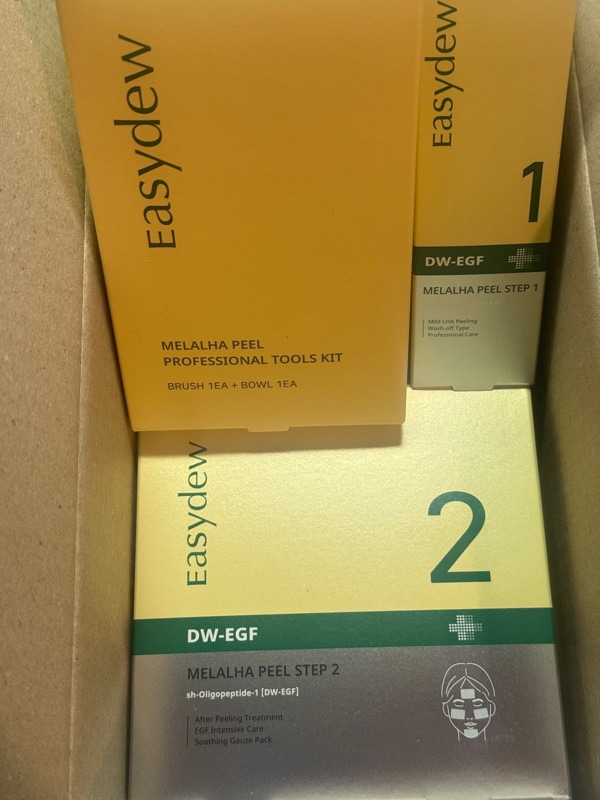 Easydew
MELALHA PEEL
PROFESSIONAL TOOLS KIT
BRUSH 1EA + BOWL 1EA
Easydew
1
DW-EGF
MELALHA PEEL STEP 1
Mild LHA Peeling
Wash-off Type
Professional Care
Easydew
2
DW-EGF
MELALHA PEEL STEP 2
sh-Oligopeptide-1 [DW-EGF]
After Peeling Treatment
EGF Intensive Care
Soothing Gauze Pack